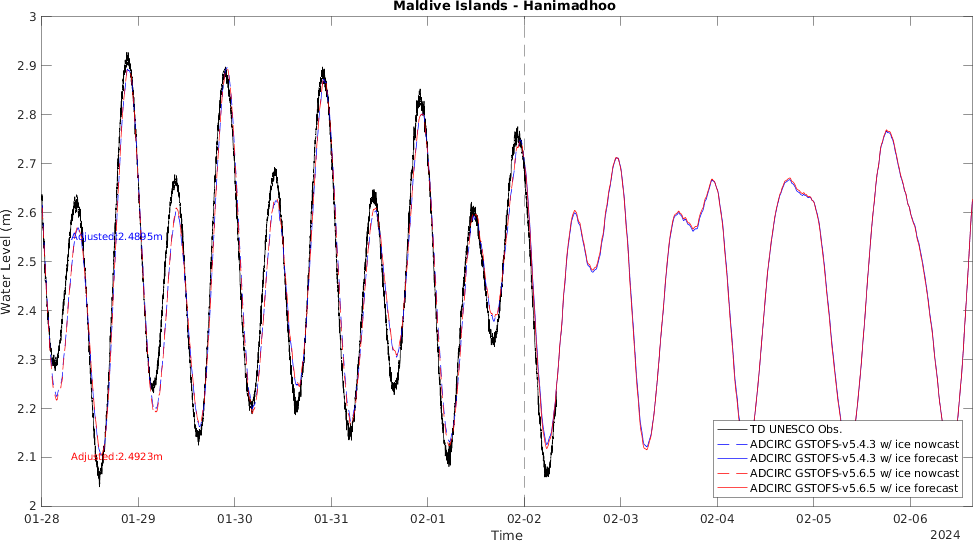 Maldive Islands - Hanimadhoo
Water Level (m)
3
2.9
2.8
2.7
2.6
2.5
2.4
2.3
2.2
2.1
2
Adjusted:2.4895m
Adjusted:2.4923m
TD UNESCO Obs.
ADCIRC GSTOFS-v5.4.3 w/ ice nowcast
ADCIRC GSTOFS-v5.4.3 w/ ice forecast
ADCIRC GSTOFS-v5.6.5 w/ ice nowcast
ADCIRC GSTOFS-v5.6.5 w/ ice forecast
01-28 01-29 01-30 01-31 02-01 02-02 02-03 02-04 02-05 02-06
Time
2024